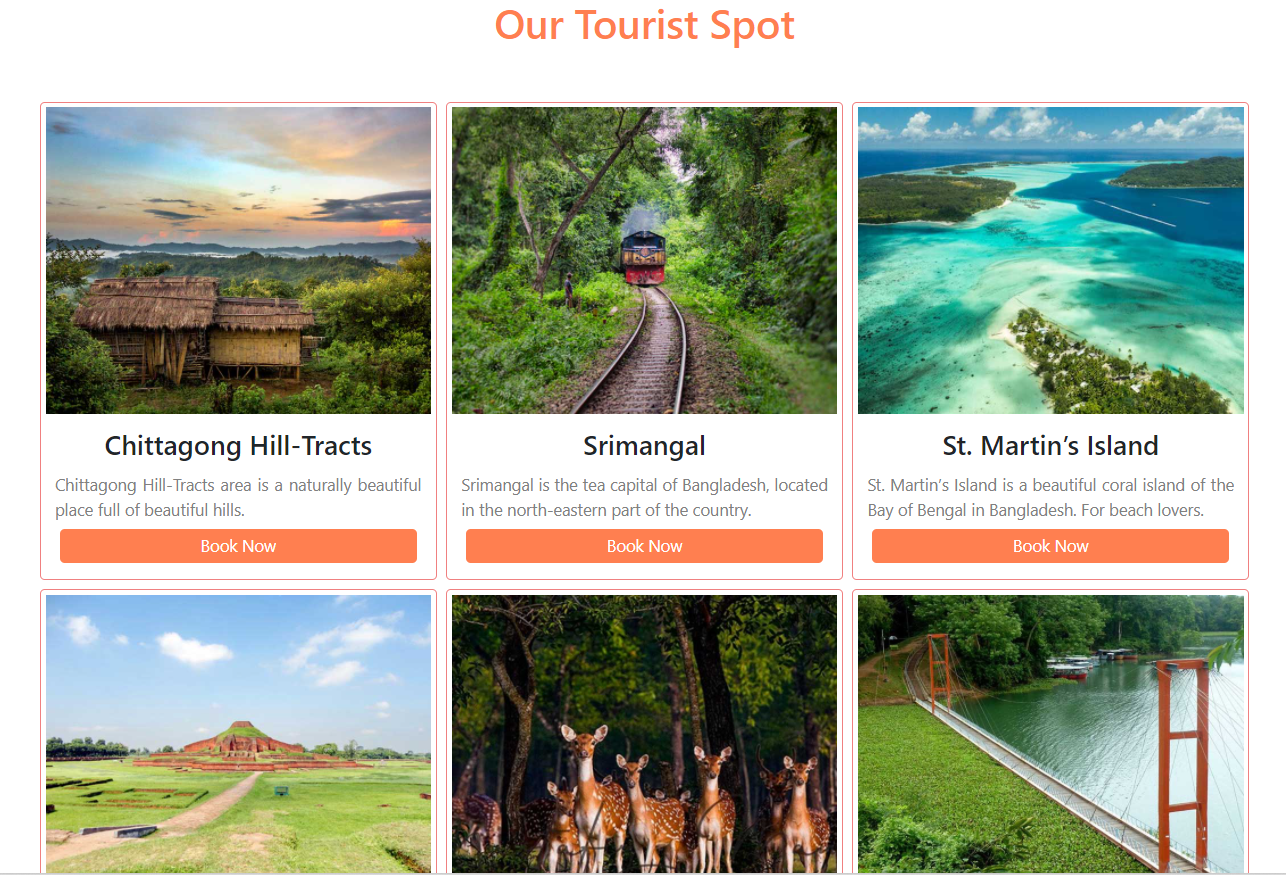 Our Tourist Spot
Chittagong Hill-Tracts
Chittagong Hill-Tracts area is a naturally beautiful
place full of beautiful hills.
Book Now
Srimangal
Srimangal is the tea capital of Bangladesh, located
in the north-eastern part of the country.
Book Now
St. Martin’s Island
St. Martin’s Island is a beautiful coral island of the
Bay of Bengal in Bangladesh. For beach lovers.
Book Now